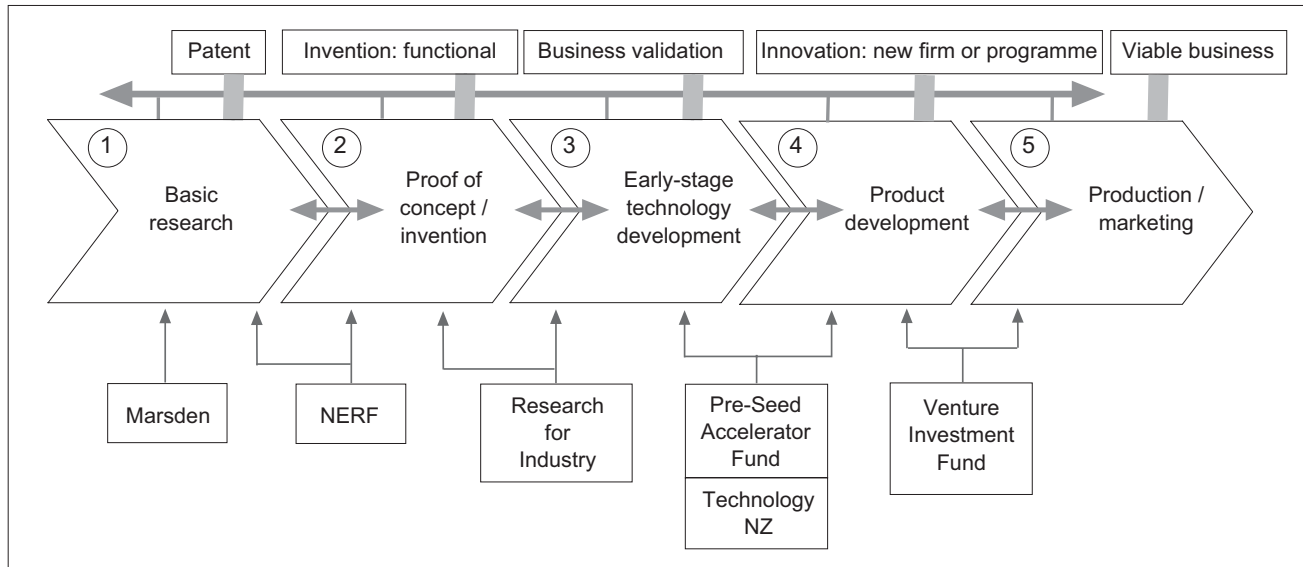 Patent
Invention: functional
Business validation
Innovation: new firm or programme
Viable business
1
2
3
4
5
Basic
research
Proof of
concept /
invention
Early-stage
technology
development
Product
development
Production /
marketing
Marsden
NERF
Research
for
Industry
Pre-Seed
Accelerator
Fund
Technology
NZ
Venture
Investment
Fund